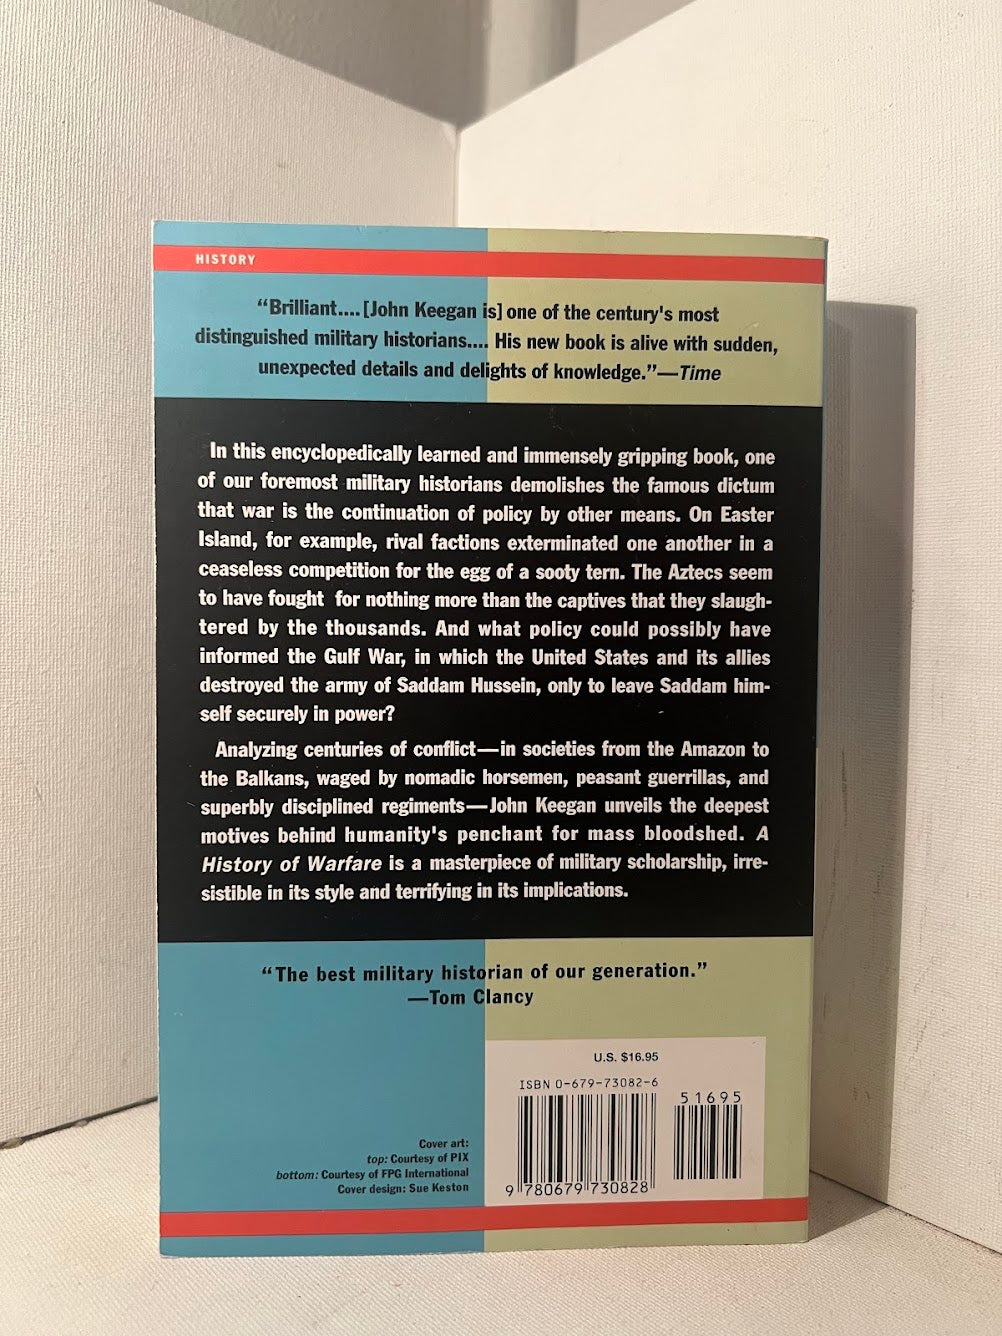 HISTORY
“Brilliant....[John Keegan is] one of the century's most
distinguished military historians.... His new book is alive with sudden,
unexpected details and delights of knowledge.”—Time
In this encyclopedically learned and immensely gripping book, one
of our foremost military historians demolishes the famous dictum
that war is the continuation of policy by other means. On Easter
Island, for example, rival factions exterminated one another in a
ceaseless competition for the egg of a sooty tern. The Aztecs seem
to have fought for nothing more than the captives that they slaugh-
tered by the thousands. And what policy could possibly have
informed the Gulf War, in which the United States and its allies
destroyed the army of Saddam Hussein, only to leave Saddam him-
self securely in power?
Analyzing centuries of conflict—in societies from the Amazon to
the Balkans, waged by nomadic horsemen, peasant guerrillas, and
superbly disciplined regiments—John Keegan unveils the deepest
motives behind humanity's penchant for mass bloodshed. A
History of Warfare is a masterpiece of military scholarship, irre-
sistible in its style and terrifying in its implications.
“The best military historian of our generation.”
—Tom Clancy
U.S. $16.95
ISBN 0-679-73082-6
51695
9 780679 730828
Cover art:
top: Courtesy of PIX
bottom: Courtesy of FPG International
Cover design: Sue Keston